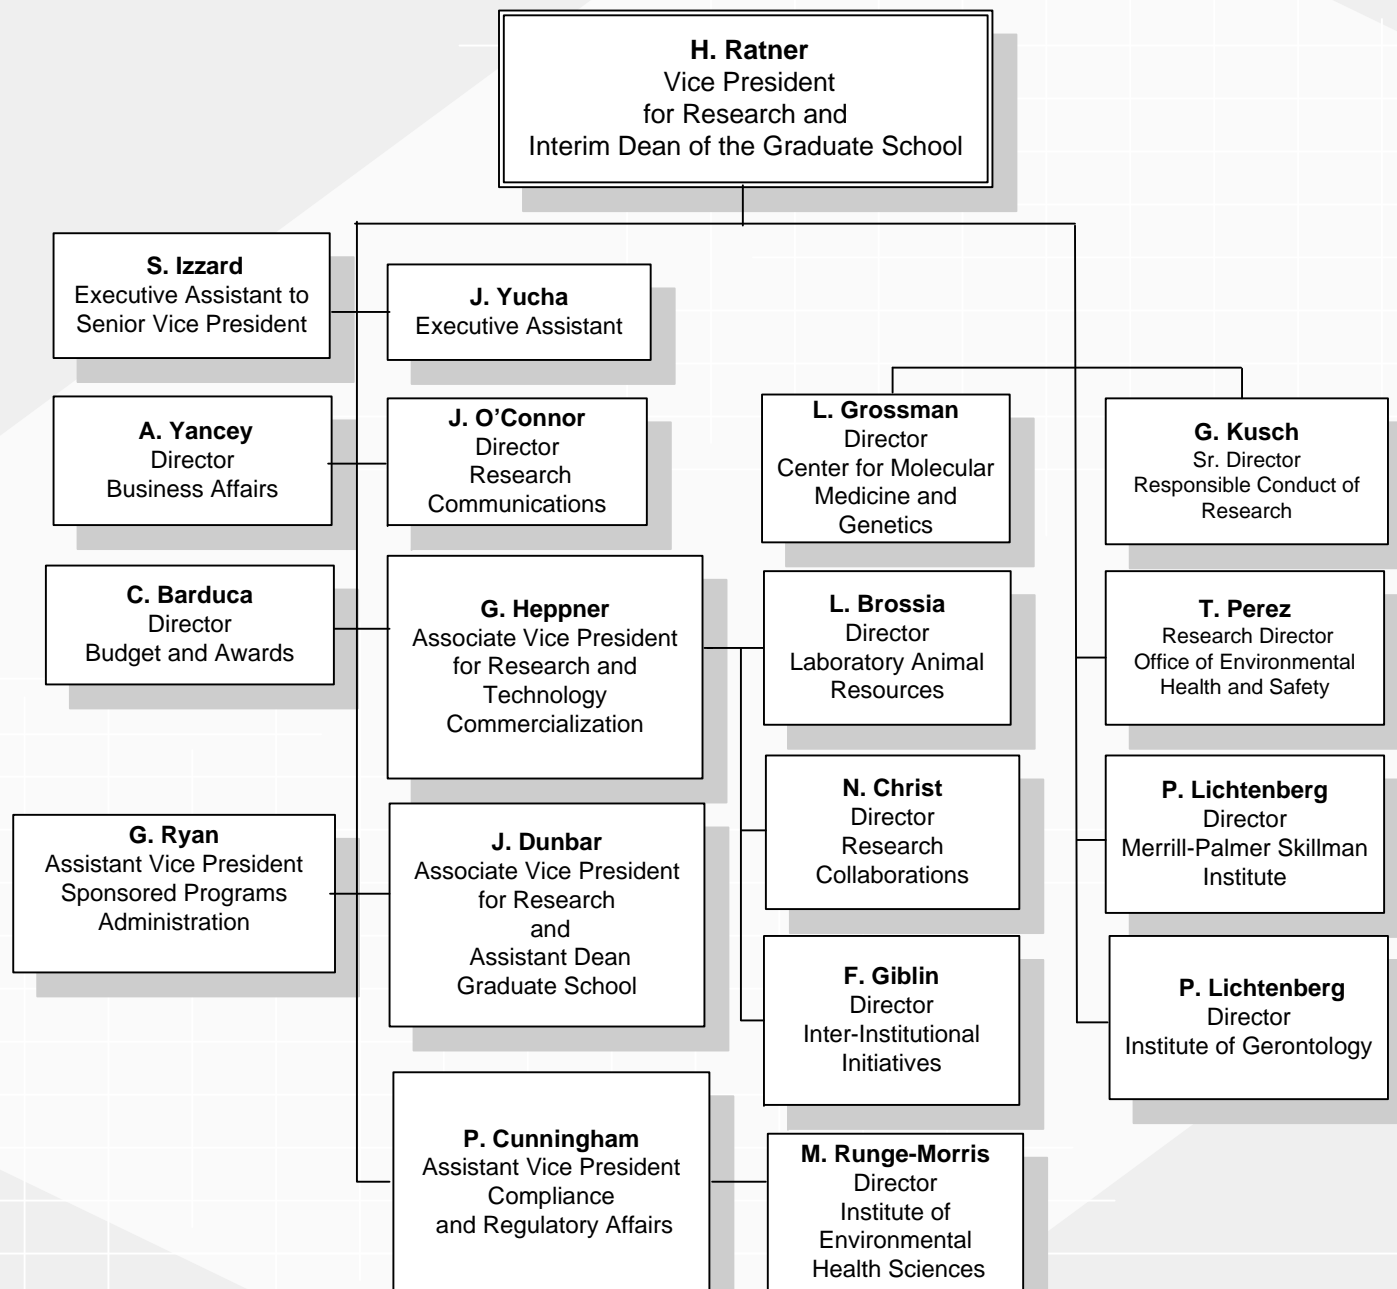 H. Ratner
Vice President
for Research and
Interim Dean of the Graduate School
S. Izzard
Executive Assistant to
Senior Vice President
J. Yucha
Executive Assistant
A. Yancey
Director
Business Affairs
J. O’Connor
Director
Research
Communications
L. Grossman
Director
Center for Molecular
Medicine and
Genetics
G. Kusch
Sr. Director
Responsible Conduct of
Research
C. Barduca
Director
Budget and Awards
G. Heppner
Associate Vice President
for Research and
Technology
Commercialization
L. Brossia
Director
Laboratory Animal
Resources
T. Perez
Research Director
Office of Environmental
Health and Safety
N. Christ
Director
Research
Collaborations
P. Lichtenberg
Director
Merrill-Palmer Skillman
Institute
G. Ryan
Assistant Vice President
Sponsored Programs
Administration
J. Dunbar
Associate Vice President
for Research
and
Assistant Dean
Graduate School
F. Giblin
Director
Inter-Institutional
Initiatives
P. Lichtenberg
Director
Institute of Gerontology
P. Cunningham
Assistant Vice President
Compliance
and Regulatory Affairs
M. Runge-Morris
Director
Institute of
Environmental
Health Sciences